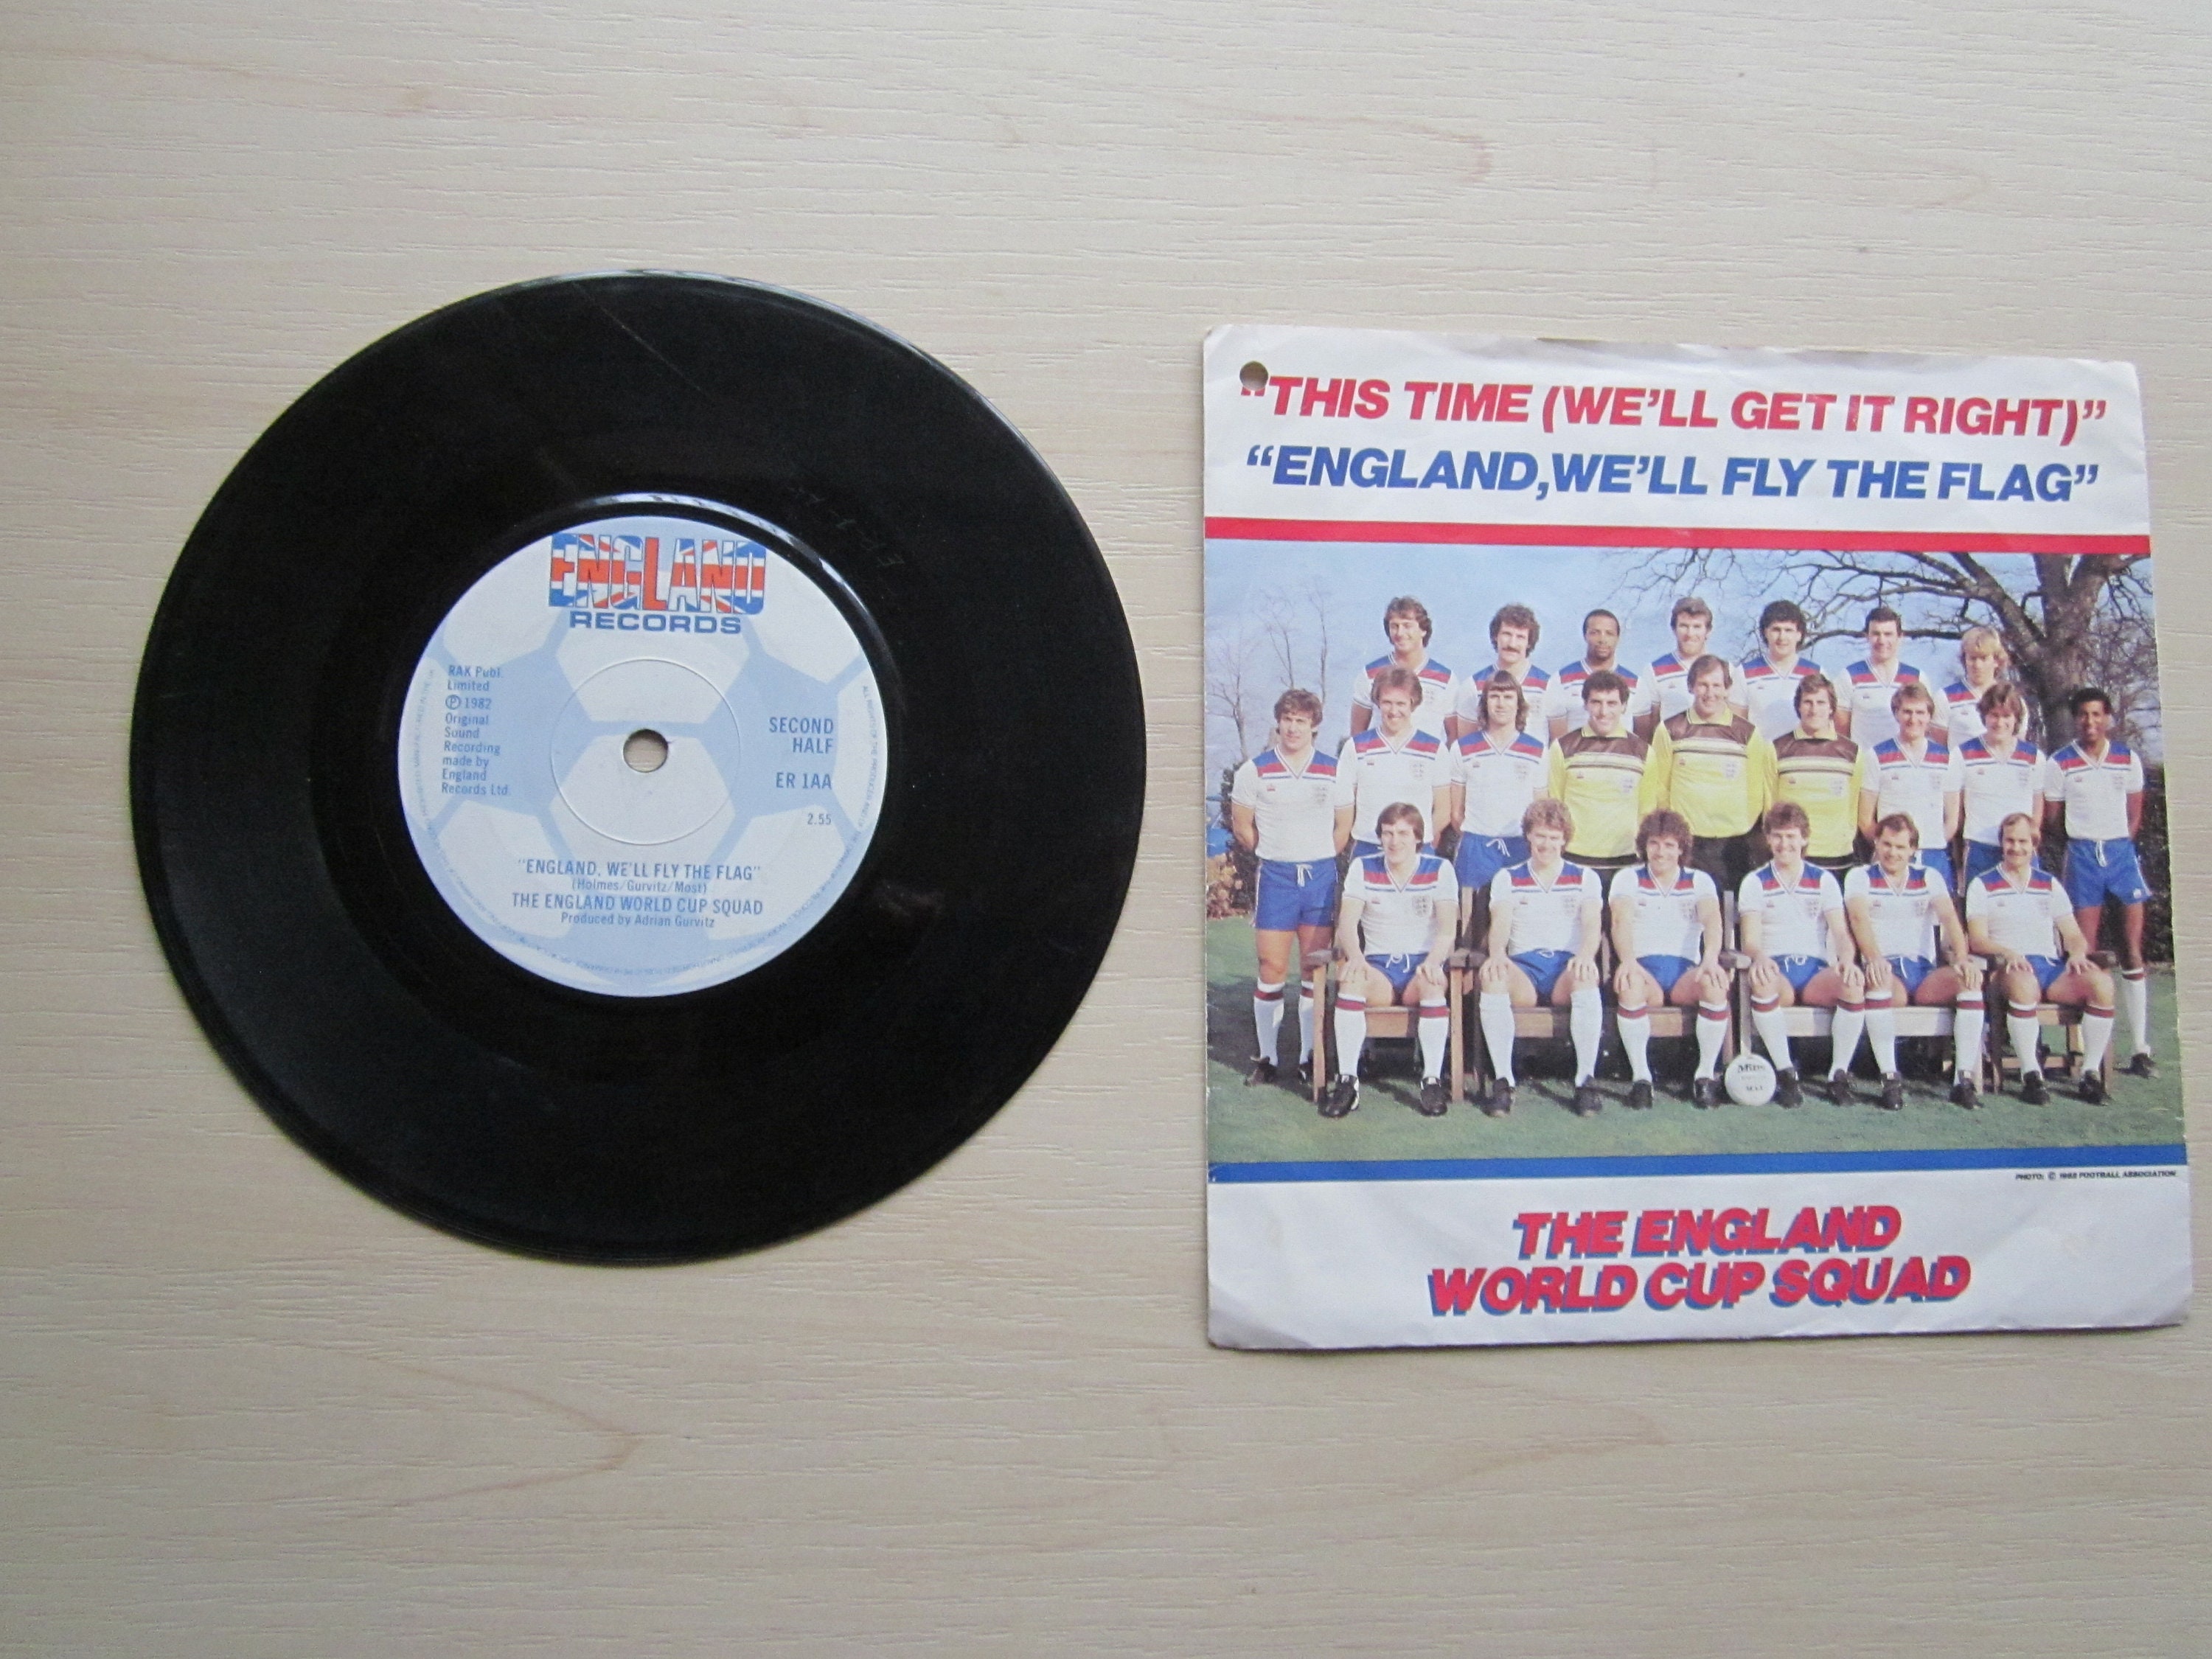 ENGLAND
RECORDS
RAK Publ.
Limited
Ⓟ 1982
Original
Sound
Recording
made by
England
Records Ltd.
SECOND
HALF
ER 1AA
2.55
"ENGLAND, WE'LL FLY THE FLAG"
(Holmes/Gurvitz/Most)
THE ENGLAND WORLD CUP SQUAD
Produced by Adrian Gurvitz
"THIS TIME (WE'LL GET IT RIGHT)"
"ENGLAND,WE'LL FLY THE FLAG"
PHOTO: © 1982 FOOTBALL ASSOCIATION
THE ENGLAND
WORLD CUP SQUAD